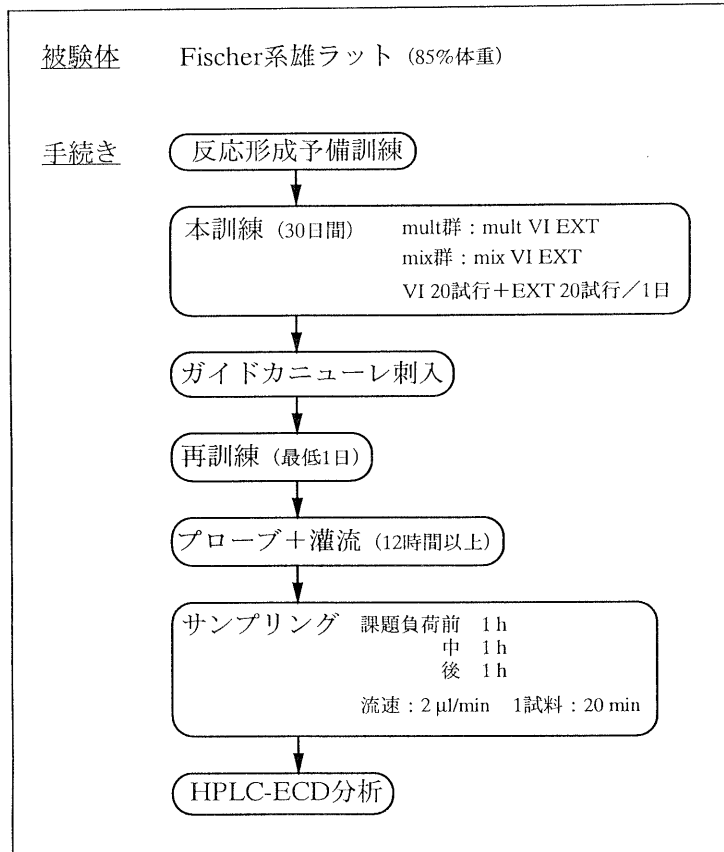 被験体 Fischer系雄ラット（85%体重）
手続き 反応形成予備訓練
本訓練（30日間） mult群：mult VI EXT
mix群：mix VI EXT
VI 20試行＋EXT 20試行／1日
ガイドカニューレ刺入
再訓練（最低1日）
プローブ＋灌流（12時間以上）
サンプリング 課題負荷前 1 h
中 1 h
後 1 h
流速：2 μl/min 1試料：20 min
HPLC-ECD分析